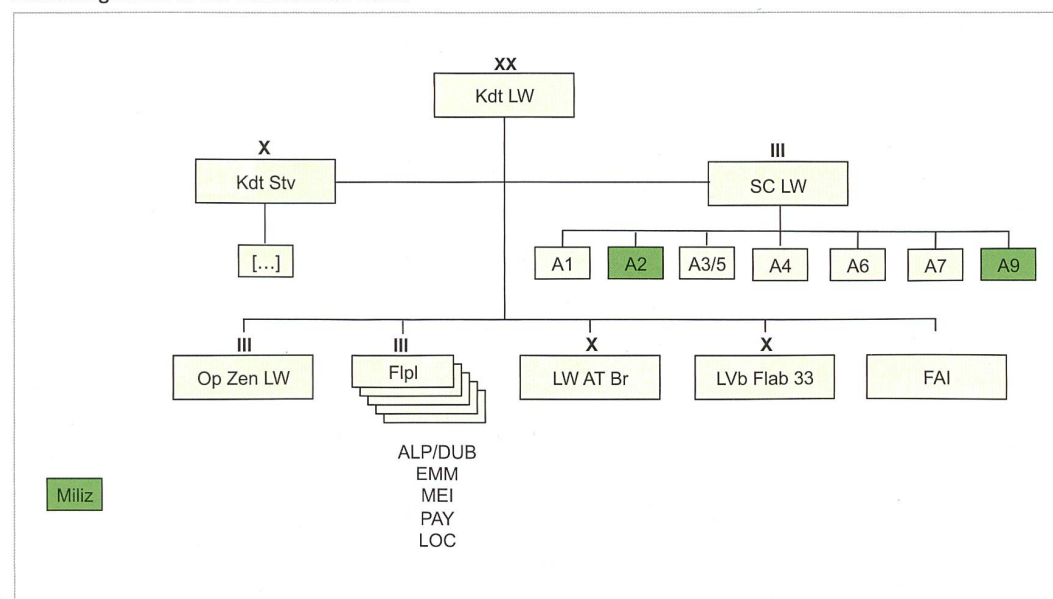 XX
Kdt LW
X
Kdt Stv
III
SC LW
[...]
A1
A2
A3/5
A4
A6
A7
A9
III
Op Zen LW
III
Flpl
X
LW AT Br
X
LVb Flab 33
FAI
ALP/DUB
EMM
MEI
PAY
LOC
Miliz